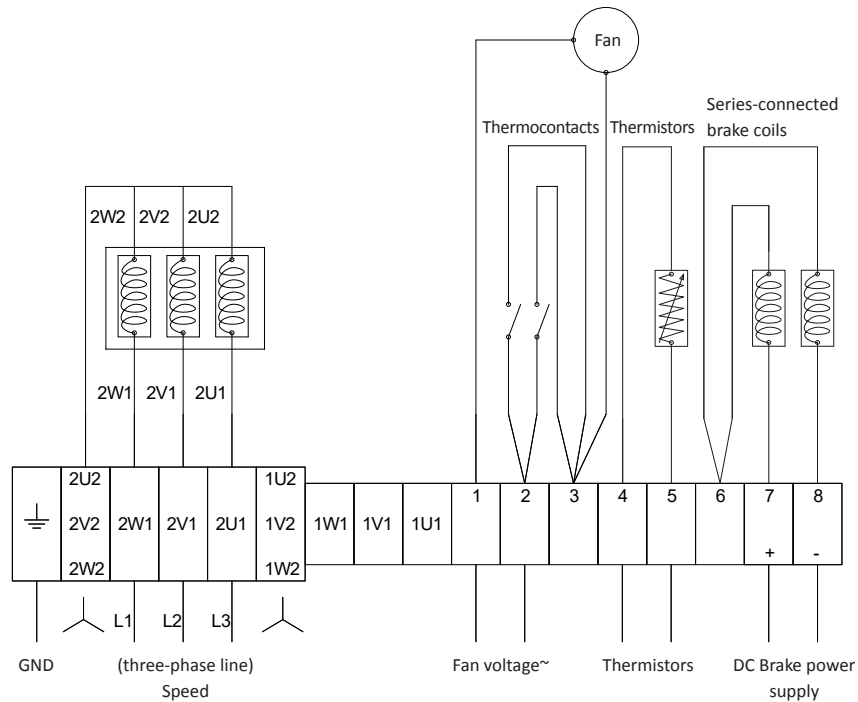 Fan
Series-connected
brake coils
Thermocontacts
Thermistors
2W2
2V2
2U2
2W1
2V1
2U1
2U2
2V2
2W2
2W1
2V1
2U1
1U2
1V2
1W2
1W1
1V1
1U1
1
2
3
4
5
6
7
8
+
-
L1
L2
L3
GND
(three-phase line)
Speed
Fan voltage~
Thermistors
DC Brake power
supply